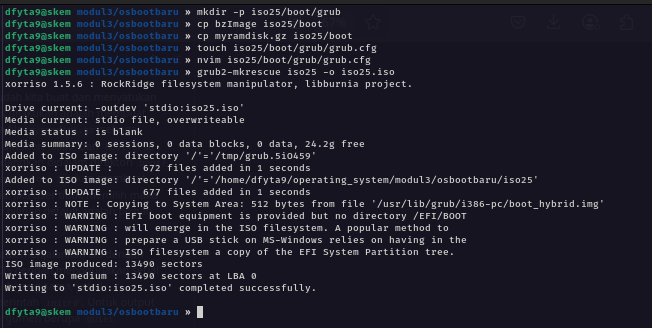 dfyta9@skem modul3/osbootbaru » mkdir -p iso25/boot/grub
dfyta9@skem modul3/osbootbaru » cp bzImage iso25/boot
dfyta9@skem modul3/osbootbaru » cp myramdisk.gz iso25/boot
dfyta9@skem modul3/osbootbaru » touch iso25/boot/grub/grub.cfg
dfyta9@skem modul3/osbootbaru » nvim iso25/boot/grub/grub.cfg
dfyta9@skem modul3/osbootbaru » grub2-mkrescue iso25 -o iso25.iso
xorriso 1.5.6 : RockRidge filesystem manipulator, libburnia project.
Drive current: -outdev 'stdio:iso25.iso'
Media current: stdio file, overwriteable
Media status : is blank
Media summary: 0 sessions, 0 data blocks, 0 data, 24.2g free
Added to ISO image: directory '/'='/tmp/grub.5iO459'
xorriso : UPDATE :     672 files added in 1 seconds
Added to ISO image: directory '/'='/home/dfyta9/operating_system/modul3/osbootbaru/iso25'
xorriso : UPDATE :     677 files added in 1 seconds
xorriso : NOTE : Copying to System Area: 512 bytes from file '/usr/lib/grub/i386-pc/boot_hybrid.img'
xorriso : WARNING : EFI boot equipment is provided but no directory /EFI/BOOT
xorriso : WARNING : will emerge in the ISO filesystem. A popular method to
xorriso : WARNING : prepare a USB stick on MS-Windows relies on having in the
xorriso : WARNING : ISO filesystem a copy of the EFI System Partition tree.
ISO image produced: 13490 sectors
Written to medium : 13490 sectors at LBA 0
Writing to 'stdio:iso25.iso' completed successfully.
dfyta9@skem modul3/osbootbaru »